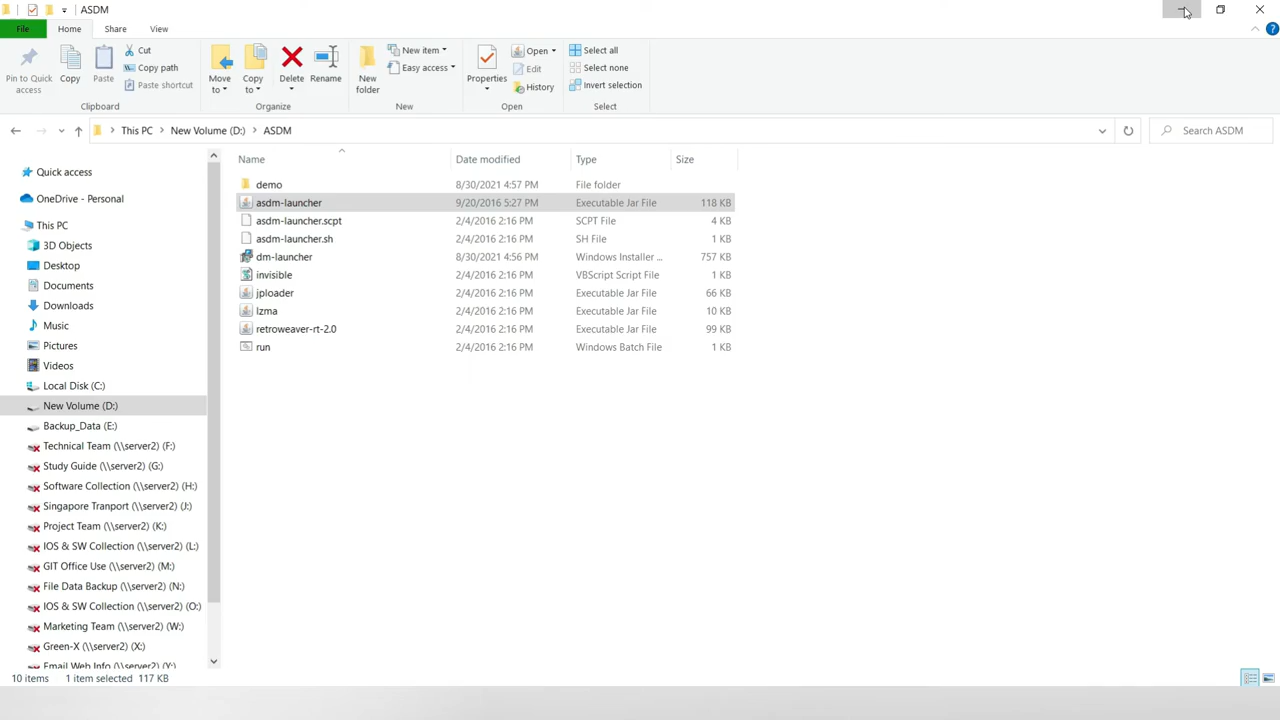 ASDM
File Home Share View
Pin to Quick access
Copy
Paste
Cut
Copy path
Paste shortcut
Clipboard
Move to
Copy to
Delete
Rename
Organize
New folder
New item
Easy access
New
Properties
Open
Edit
History
Open
Select all
Select none
Invert selection
Select
This PC New Volume (D:) ASDM
Search ASDM
Quick access
OneDrive - Personal
This PC
3D Objects
Desktop
Documents
Downloads
Music
Pictures
Videos
Local Disk (C:)
New Volume (D:)
Backup_Data (E:)
Technical Team (\\server2) (F:)
Study Guide (\\server2) (G:)
Software Collection (\\server2) (H:)
Singapore Tranport (\\server2) (J:)
Project Team (\\server2) (K:)
IOS & SW Collection (\\server2) (L:)
GIT Office Use (\\server2) (M:)
File Data Backup (\\server2) (N:)
IOS & SW Collection (\\server2) (O:)
Marketing Team (\\server2) (W:)
Green-X (\\server2) (X:)
Email Web Info (\\server2) (Y:)
Name Date modified Type Size
demo 8/30/2021 4:57 PM File folder
asdm-launcher 9/20/2016 5:27 PM Executable Jar File 118 KB
asdm-launcher.scpt 2/4/2016 2:16 PM SCPT File 4 KB
asdm-launcher.sh 2/4/2016 2:16 PM SH File 1 KB
dm-launcher 8/30/2021 4:56 PM Windows Installer ... 757 KB
invisible 2/4/2016 2:16 PM VBScript Script File 1 KB
jploader 2/4/2016 2:16 PM Executable Jar File 66 KB
lzma 2/4/2016 2:16 PM Executable Jar File 10 KB
retroweaver-rt-2.0 2/4/2016 2:16 PM Executable Jar File 99 KB
run 2/4/2016 2:16 PM Windows Batch File 1 KB
10 items 1 item selected 117 KB